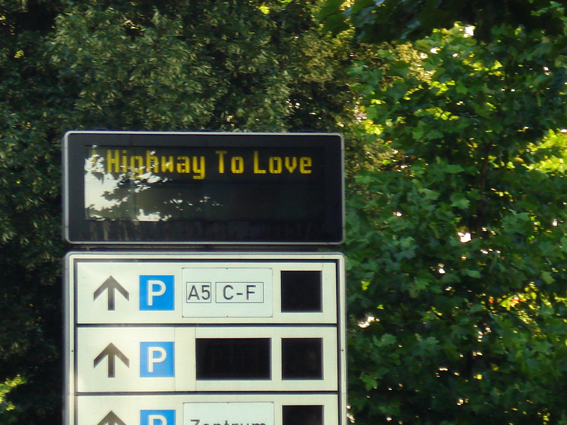 Highway To Love
P A5 C-F
P
P Zentrum